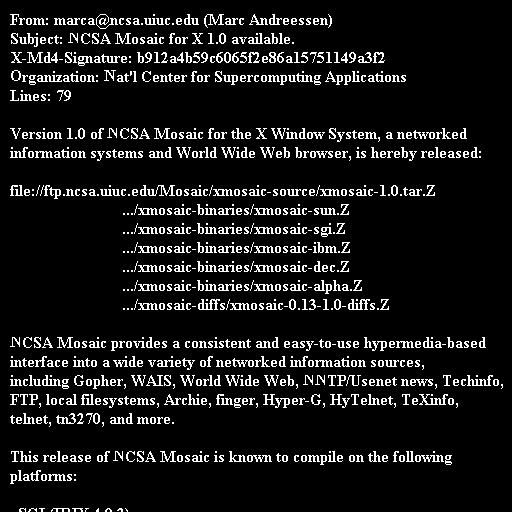 From: marca@ncsa.uiuc.edu (Marc Andreessen)
Subject: NCSA Mosaic for X 1.0 available.
X-Md4-Signature: b912a4b59c6065f2e86a15751149a3f2
Organization: Nat'l Center for Supercomputing Applications
Lines: 79
Version 1.0 of NCSA Mosaic for the X Window System, a networked
information systems and World Wide Web browser, is hereby released:
file://ftp.ncsa.uiuc.edu/Mosaic/xmosaic-source/xmosaic-1.0.tar.Z
.../xmosaic-binaries/xmosaic-sun.Z
.../xmosaic-binaries/xmosaic-sgi.Z
.../xmosaic-binaries/xmosaic-ibm.Z
.../xmosaic-binaries/xmosaic-dec.Z
.../xmosaic-binaries/xmosaic-alpha.Z
.../xmosaic-diffs/xmosaic-0.13-1.0-diffs.Z
NCSA Mosaic provides a consistent and easy-to-use hypermedia-based
interface into a wide variety of networked information sources,
including Gopher, WAIS, World Wide Web, NNTP/Usenet news, Techinfo,
FTP, local filesystems, Archie, finger, Hyper-G, HyTelnet, TeXinfo,
telnet, tn3270, and more.
This release of NCSA Mosaic is known to compile on the following
platforms:
SGI (IRIX 4.0.2)